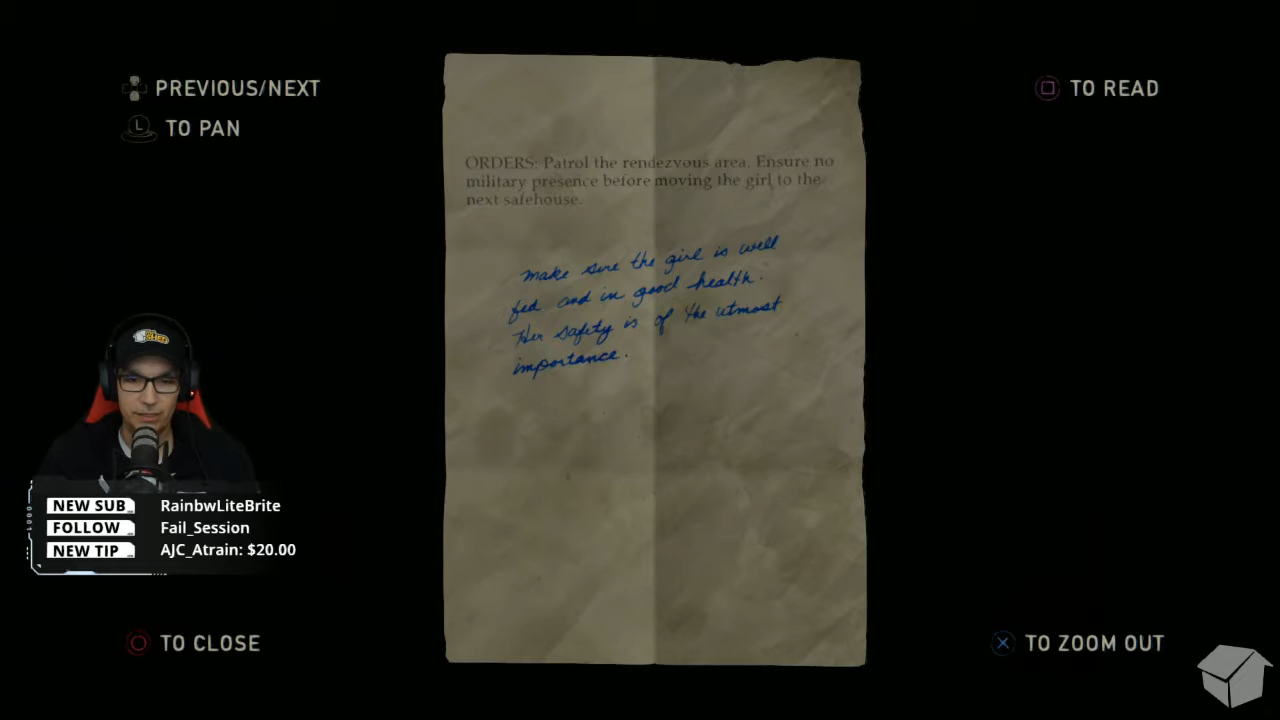 PREVIOUS/NEXT
L TO PAN
TO READ
ORDERS: Patrol the rendezvous area. Ensure no
military presence before moving the girl to the
next safehouse.
make sure the girl is well
fed and in good health.
Her safety is of the utmost
importance.
NEW SUB RainbwLiteBrite
FOLLOW Fail_Session
NEW TIP AJC_Atrain: $20.00
TO CLOSE
TO ZOOM OUT